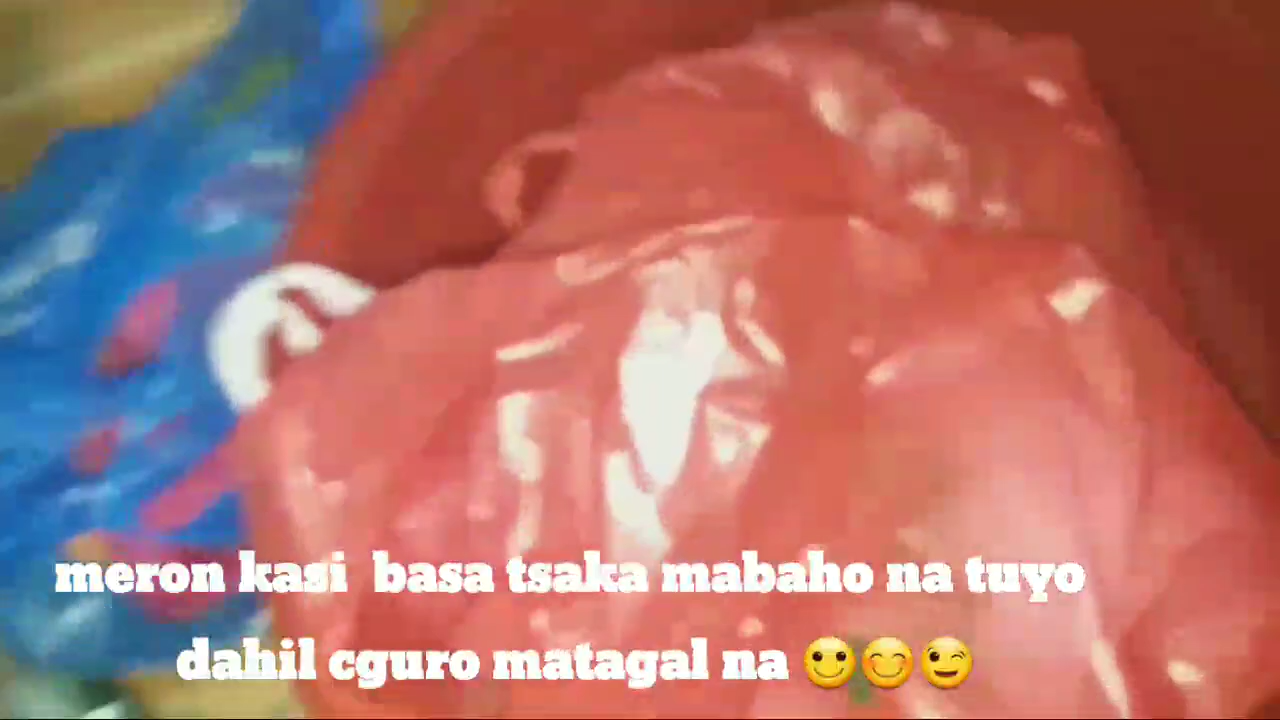 meron kasi  basa tsaka mabaho na tuyo
dahil cguro matagal na 🙂😊😉